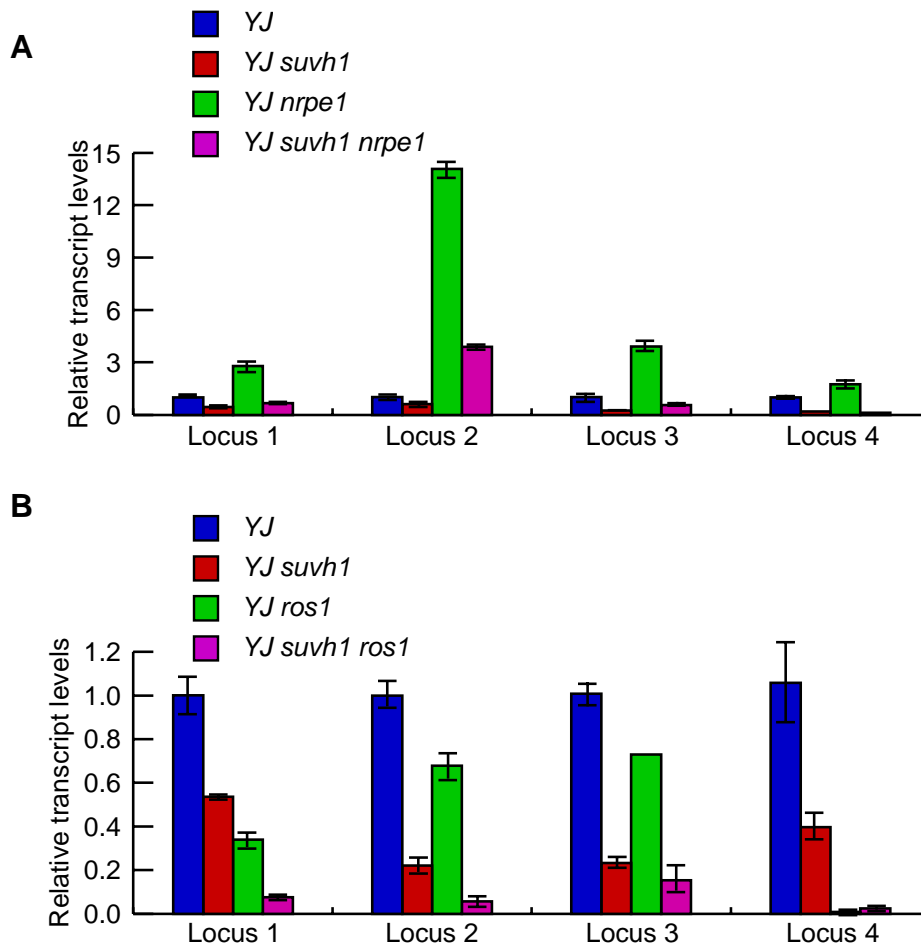 A
YJ
YJ suvh1
YJ nrpe1
YJ suvh1 nrpe1
Relative transcript levels
15
12
9
6
3
0
Locus 1 Locus 2 Locus 3 Locus 4
B
YJ
YJ suvh1
YJ ros1
YJ suvh1 ros1
Relative transcript levels
1.2
1.0
0.8
0.6
0.4
0.2
0.0
Locus 1 Locus 2 Locus 3 Locus 4